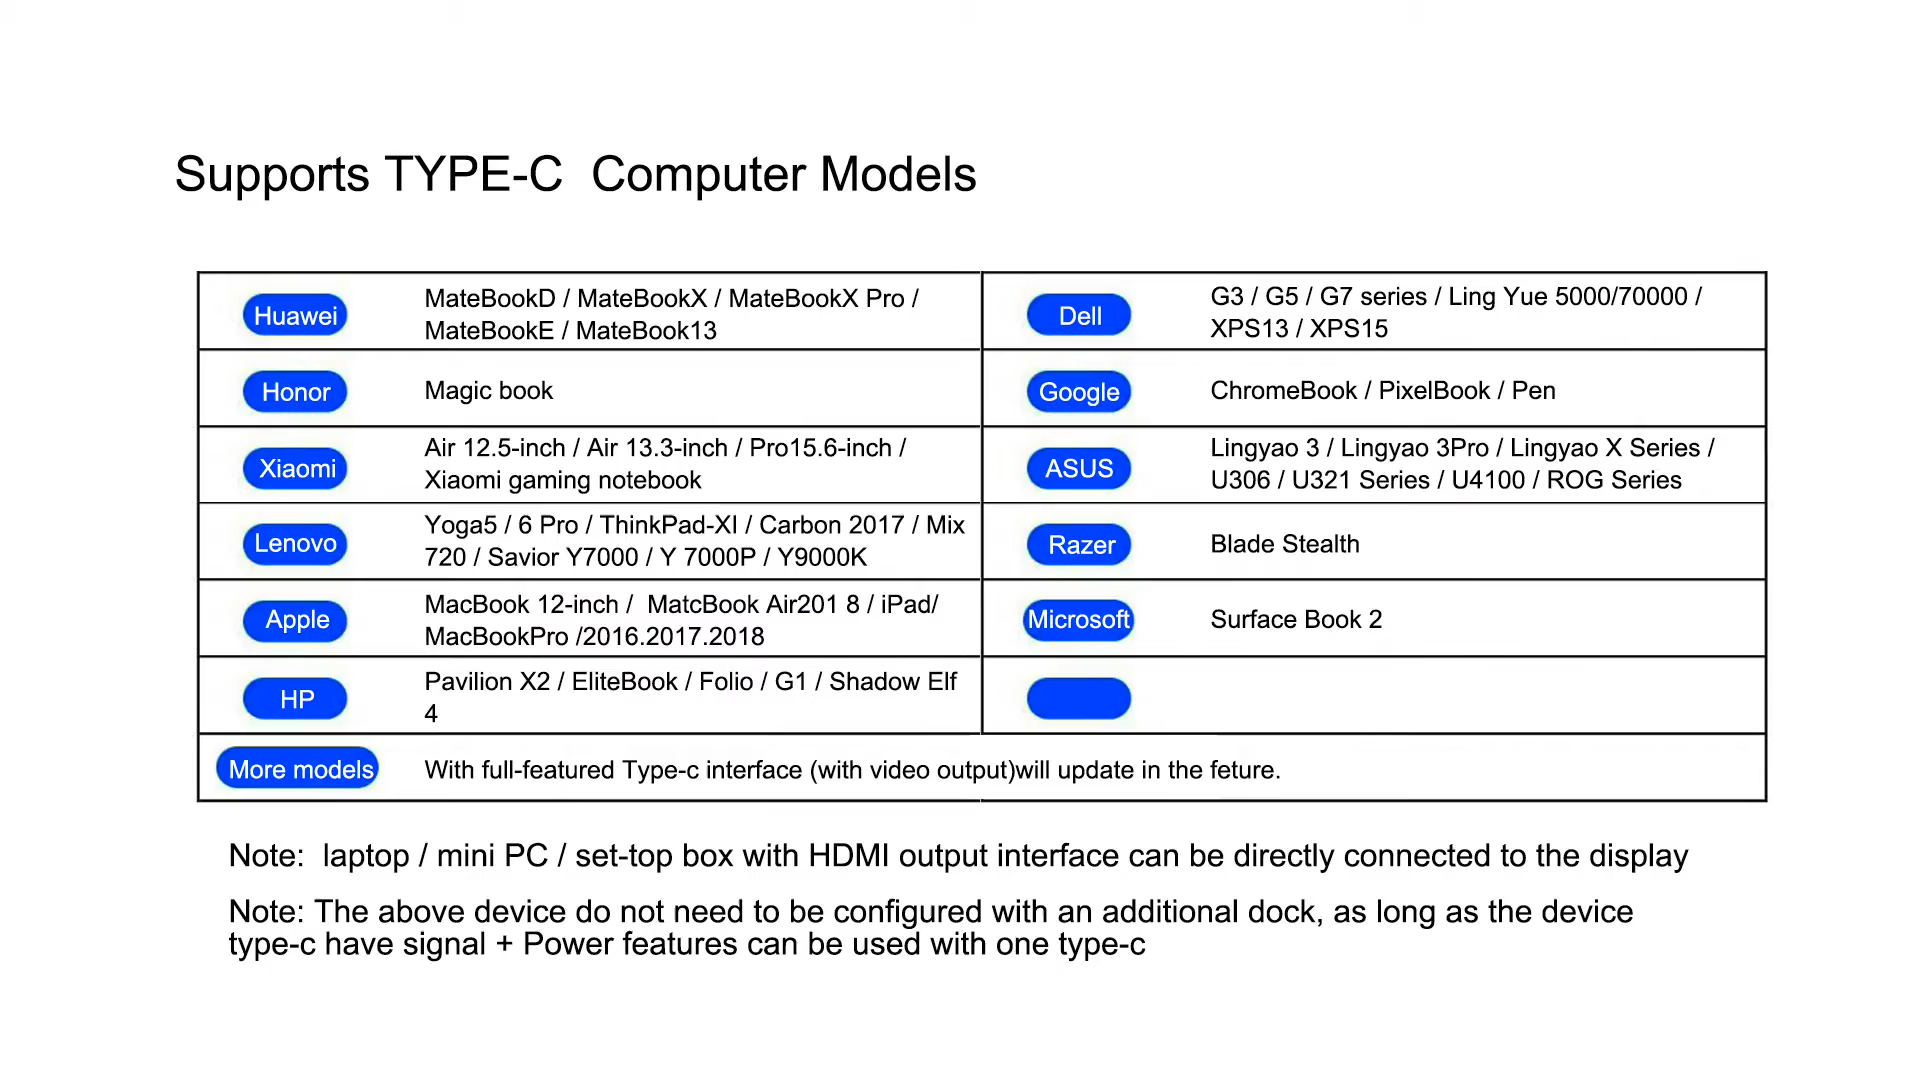 Supports TYPE-C  Computer Models
Huawei
MateBookD / MateBookX / MateBookX Pro /
MateBookE / MateBook13
Dell
G3 / G5 / G7 series / Ling Yue 5000/70000 /
XPS13 / XPS15
Honor
Magic book
Google
ChromeBook / PixelBook / Pen
Xiaomi
Air 12.5-inch / Air 13.3-inch / Pro15.6-inch /
Xiaomi gaming notebook
ASUS
Lingyao 3 / Lingyao 3Pro / Lingyao X Series /
U306 / U321 Series / U4100 / ROG Series
Lenovo
Yoga5 / 6 Pro / ThinkPad-XI / Carbon 2017 / Mix
720 / Savior Y7000 / Y 7000P / Y9000K
Razer
Blade Stealth
Apple
MacBook 12-inch /  MatcBook Air201 8 / iPad/
MacBookPro /2016.2017.2018
Microsoft
Surface Book 2
HP
Pavilion X2 / EliteBook / Folio / G1 / Shadow Elf
4
More models
With full-featured Type-c interface (with video output)will update in the feture.
Note:  laptop / mini PC / set-top box with HDMI output interface can be directly connected to the display
Note: The above device do not need to be configured with an additional dock, as long as the device
type-c have signal + Power features can be used with one type-c